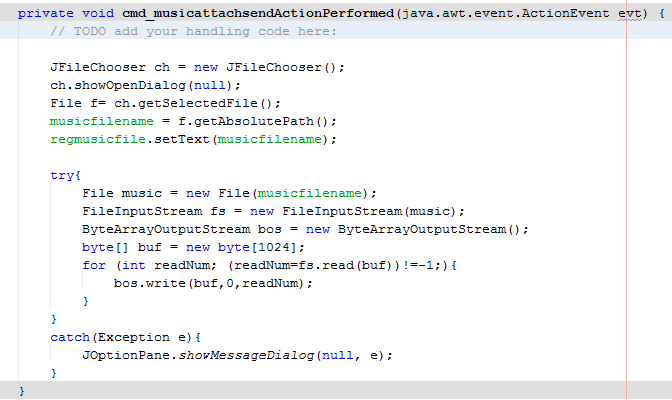 private void cmd_musicattachsendActionPerformed(java.awt.event.ActionEvent evt) {
    // TODO add your handling code here:
    JFileChooser ch = new JFileChooser();
    ch.showOpenDialog(null);
    File f= ch.getSelectedFile();
    musicfilename = f.getAbsolutePath();
    regmusicfile.setText(musicfilename);
    try{
        File music = new File(musicfilename);
        FileInputStream fs = new FileInputStream(music);
        ByteArrayOutputStream bos = new ByteArrayOutputStream();
        byte[] buf = new byte[1024];
        for (int readNum; (readNum=fs.read(buf))!=-1;){
            bos.write(buf,0,readNum);
        }
    }
    catch(Exception e){
        JOptionPane.showMessageDialog(null, e);
    }
}